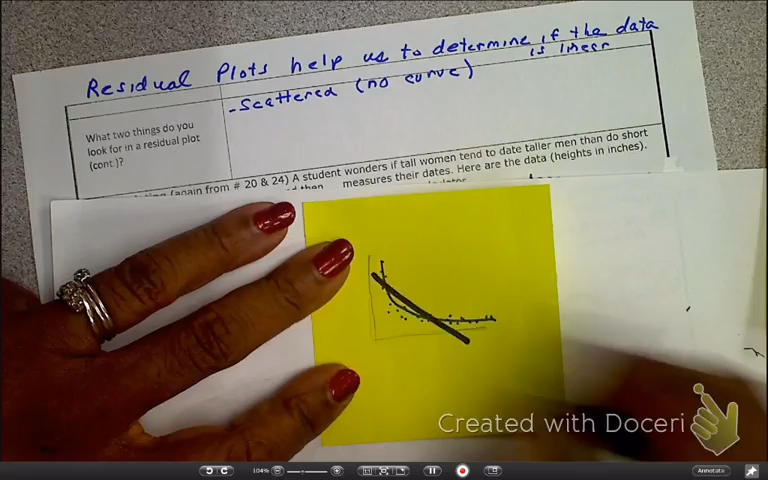 Residual Plots help us to determine if the data
is linear
-Scattered (no curve)
What two things do you
look for in a residual plot
(cont.)?
(again from # 20 & 24) A student wonders if tall women tend to date taller men than do short
measures their dates. Here are the data (heights in inches).
Created with Doceri
104%
Annotate